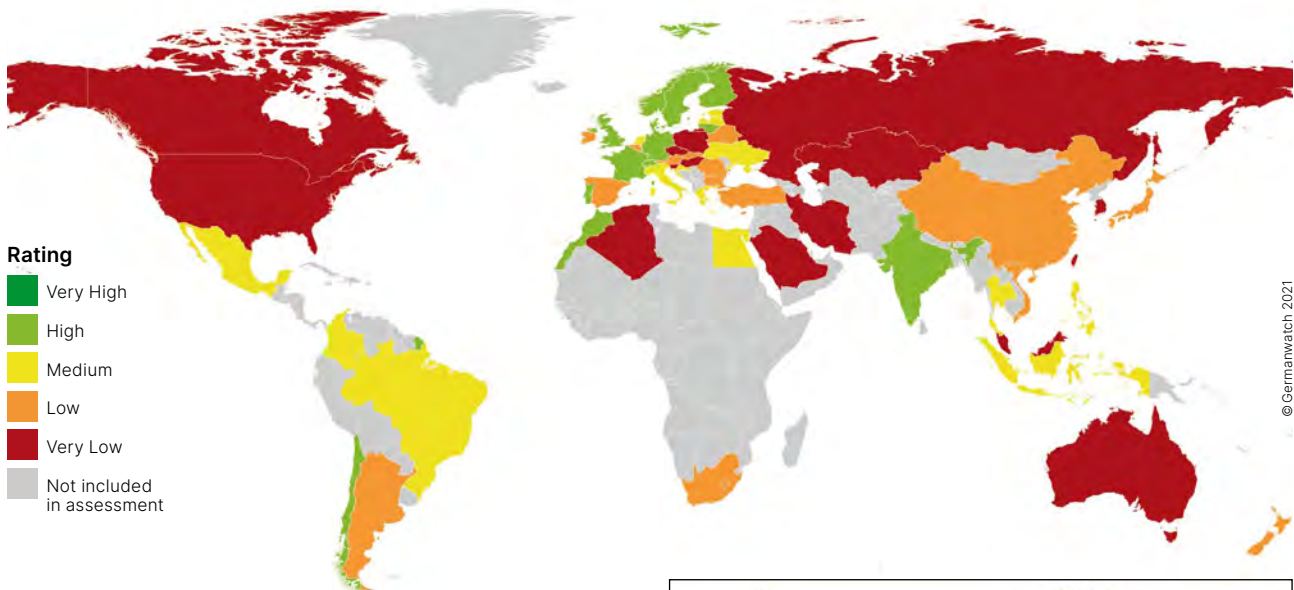 Rating
Very High
High
Medium
Low
Very Low
Not included
in assessment
©Germanwatch 2021